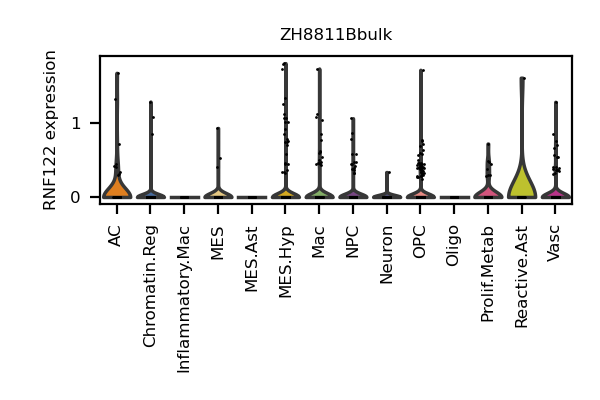 ZH8811Bbulk
RNF122 expression
1
0
AC
Chromatin.Reg
Inflammatory.Mac
MES
MES.Ast
MES.Hyp
Mac
NPC
Neuron
OPC
Oligo
Prolif.Metab
Reactive.Ast
Vasc